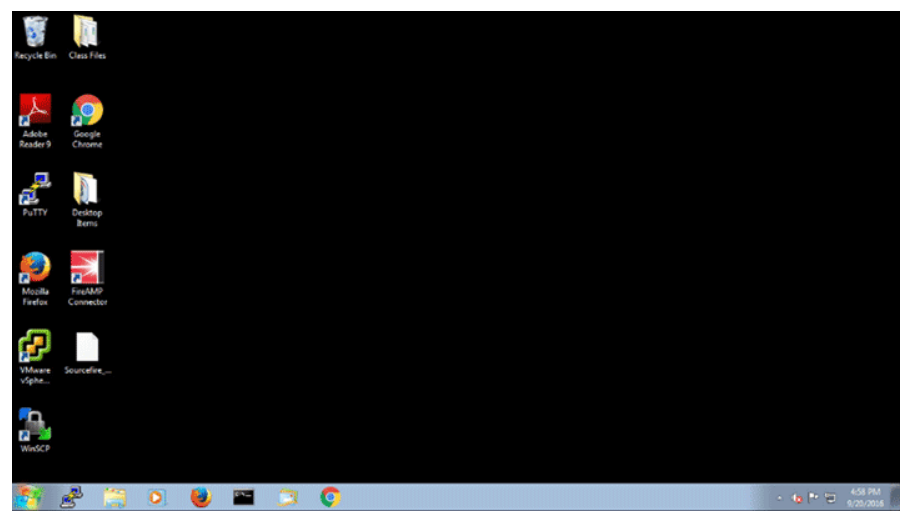 Recycle Bin
Class Files
Adobe
Reader 9
Google
Chrome
PuTTY
Desktop
Items
Mozilla
Firefox
FireAMP
Connector
VMware
vSphe...
Sourcefire_...
WinSCP
4:58 PM
9/20/2016